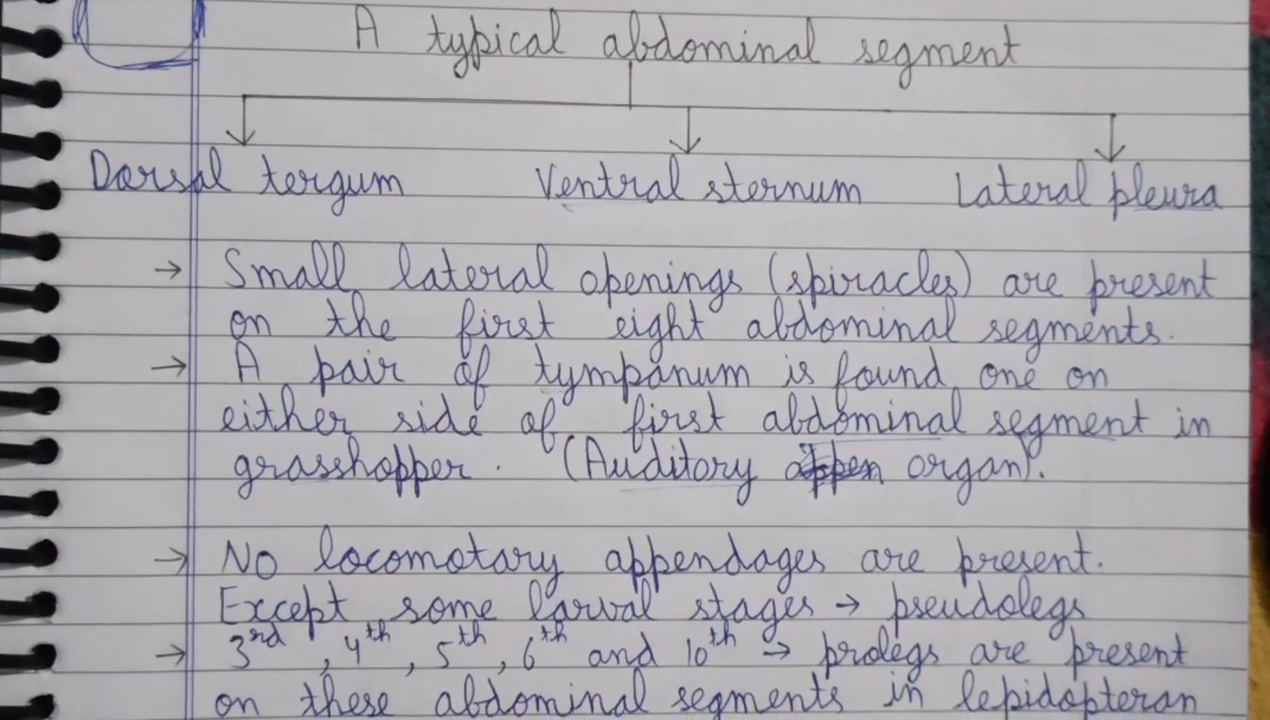 A typical abdominal segment
Dorsal tergum Ventral sternum Lateral pleura
→ Small lateral openings (spiracles) are present
on the first eight abdominal segments.
→ A pair of tympanum is found one on
either side of first abdominal segment in
grasshopper. (Auditory organ).
→ No locomotary appendages are present.
Except some larval stages → pseudolegs
→ 3rd, 4th, 5th, 6th and 10th → prolegs are present
on these abdominal segments in lepidopteran